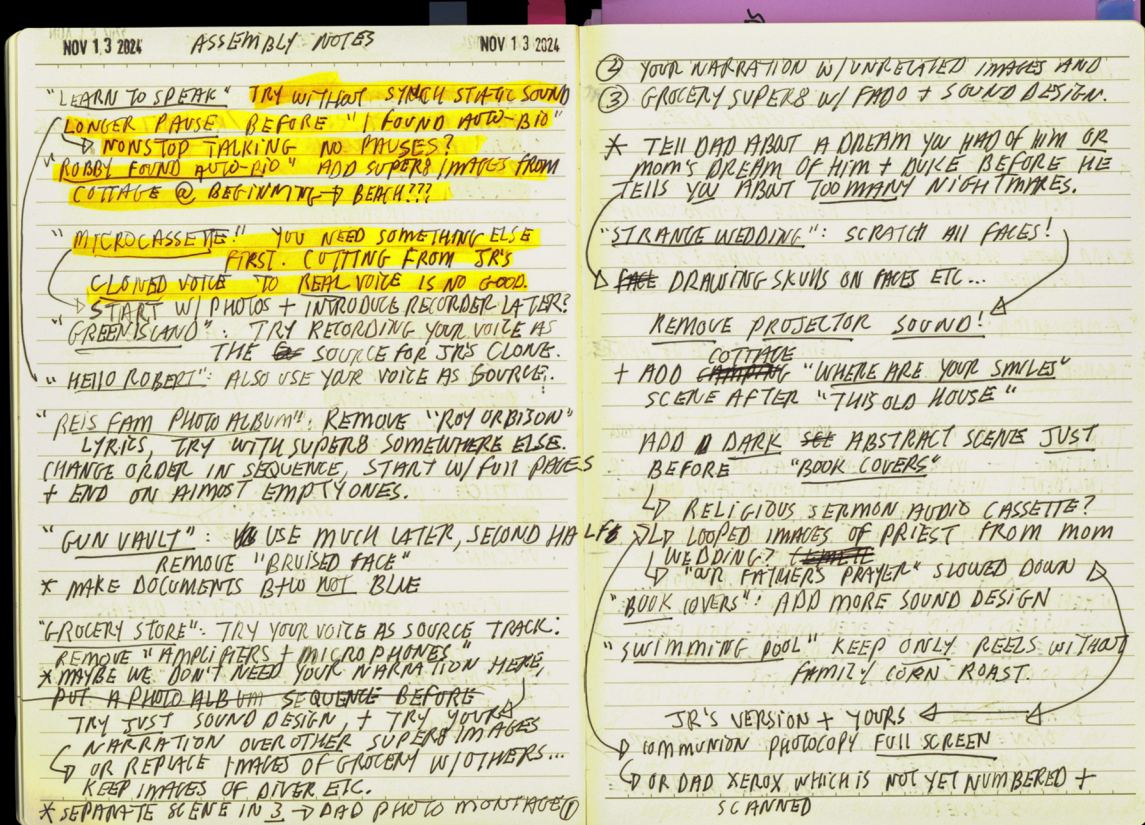 NOV 13 2024 ASSEMBLY NOTES NOV 13 2024
"LEARN TO SPEAK" TRY WITHOUT SYNCH STATIC SOUND
LONGER PAUSE BEFORE "I FOUND AUTO-BIO"
NONSTOP TALKING NO PAUSES?
"ROBBY FOUND AUTO-BIO" ADD SUPER8 IMAGES FROM
COTTAGE @ BEGINNING → BEACH???
"MICROCASSETTE!" YOU NEED SOMETHING ELSE
FIRST. CUTTING FROM JR'S
CLONED VOICE TO REAL VOICE IS NO GOOD.
START W/ PHOTOS + INTRODUCE RECORDER LATER?
"GREEN ISLAND": TRY RECORDING YOUR VOICE AS
THE SOURCE FOR JR'S CLONE.
"HELLO ROBERT": ALSO USE YOUR VOICE AS SOURCE.
"REIS FAM PHOTO ALBUM": REMOVE "ROY ORBISON"
LYRICS, TRY WITH SUPER8 SOMEWHERE ELSE.
CHANGE ORDER IN SEQUENCE, START W/ FULL PAGES
+ END ON ALMOST EMPTY ONES.
"GUN VAULT": USE MUCH LATER, SECOND HALF
REMOVE "BRUISED FACE"
* MAKE DOCUMENTS B+W NOT BLUE
"GROCERY STORE": TRY YOUR VOICE AS SOURCE TRACK.
REMOVE "AMPLIFIERS + MICROPHONES"
* MAYBE WE DON'T NEED YOUR NARRATION HERE,
PUT A PHOTO ALBUM SEQUENCE BEFORE
TRY JUST SOUND DESIGN, + TRY YOUR
NARRATION OVER OTHER SUPER8 IMAGES
OR REPLACE IMAGES OF GROCERY W/ OTHERS...
KEEP IMAGES OF DIVER ETC.
* SEPARATE SCENE IN 3 → DAD PHOTO MONTAGE ①
② YOUR NARRATION W/ UNRELATED IMAGES AND
③ GROCERY SUPER8 W/ FADO + SOUND DESIGN.
* TELL DAD ABOUT A DREAM YOU HAD OF HIM OR
MOM'S DREAM OF HIM + DUKE BEFORE HE
TELLS YOU ABOUT TOO MANY NIGHTMARES.
"STRANGE WEDDING": SCRATCH ALL FACES!
FACE DRAWING SKULLS ON FACES ETC...
REMOVE PROJECTOR SOUND!
COTTAGE
+ ADD CAMPING "WHERE ARE YOUR SMILES"
SCENE AFTER "THIS OLD HOUSE"
ADD A DARK ABSTRACT SCENE JUST
BEFORE "BOOK COVERS"
RELIGIOUS SERMON AUDIO CASSETTE?
LOOPED IMAGES OF PRIEST FROM MOM
WEDDING?
"OUR FATHERS PRAYER" SLOWED DOWN
"BOOK COVERS": ADD MORE SOUND DESIGN
"SWIMMING POOL" KEEP ONLY REELS WITHOUT
FAMILY CORN ROAST.
JR'S VERSION + YOURS
COMMUNION PHOTOCOPY FULL SCREEN
OR DAD XEROX WHICH IS NOT YET NUMBERED +
SCANNED